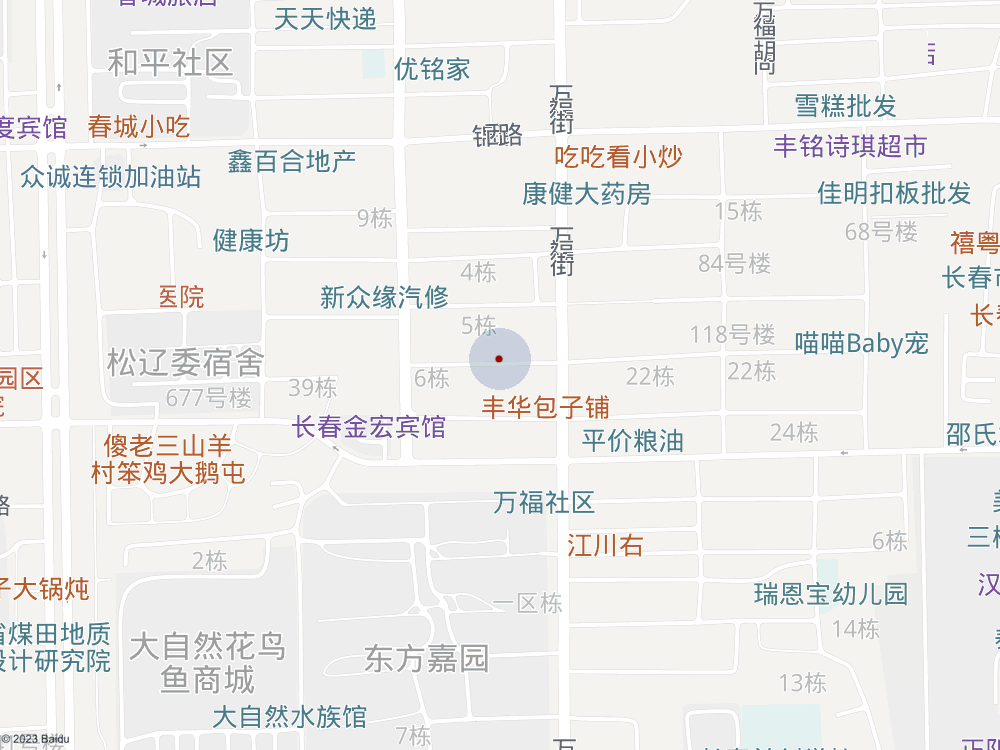 天天快递
和平社区
优铭家
万福街
雪糕批发
度宾馆
春城小吃
吃吃看小炒
丰铭诗琪超市
鑫百合地产
众诚连锁加油站
康健大药房
佳明扣板批发
9栋
15栋
68号楼
健康坊
万福街
禧粤
84号楼
4栋
长春市
医院
新众缘汽修
5栋
118号楼
喵喵Baby宠
松辽委宿舍
园区
6栋
39栋
22栋
22栋
677号楼
丰华包子铺
长春金宏宾馆
24栋
平价粮油
傻老三山羊
村笨鸡大鹅屯
路
万福社区
江川右
6栋
2栋
子大锅炖
瑞恩宝幼儿园
一区栋
14栋
省煤田地质
设计研究院
大自然花鸟
鱼商城
东方嘉园
13栋
大自然水族馆
7栋
© 2023 Baidu